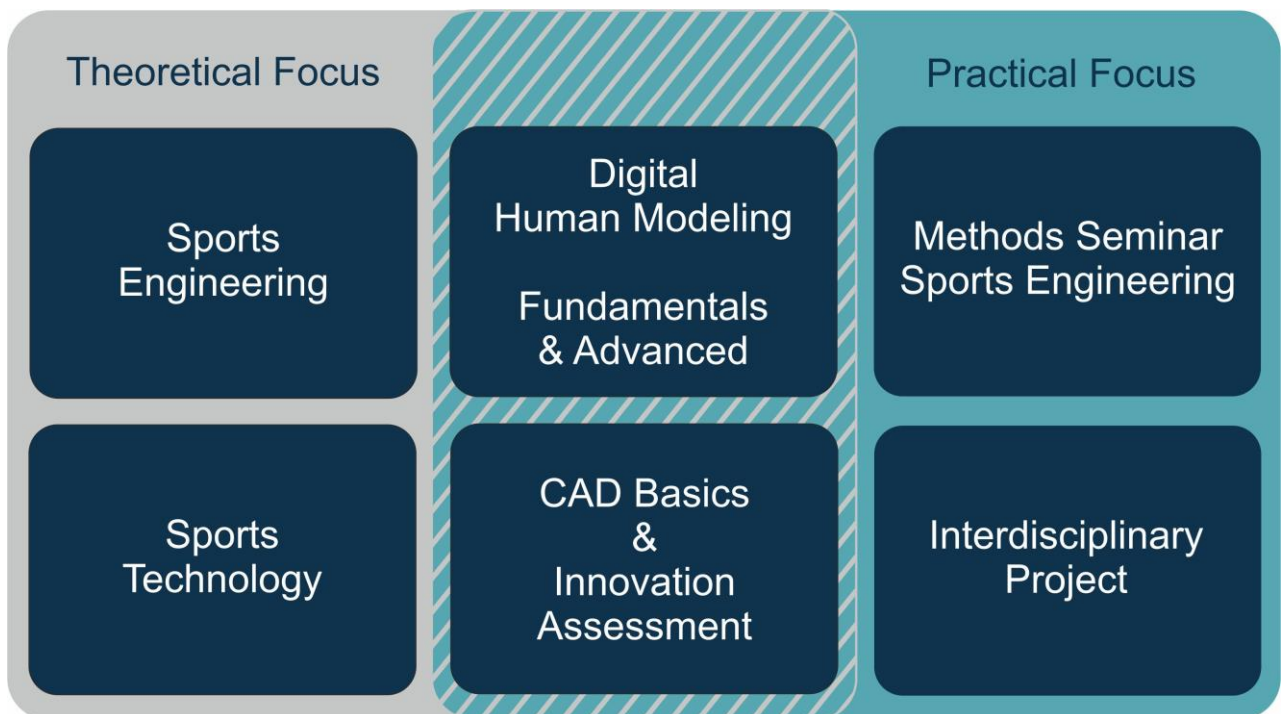 Theoretical Focus
Practical Focus
Sports
Engineering
Digital
Human Modeling
Fundamentals
& Advanced
Methods Seminar
Sports Engineering
Sports
Technology
CAD Basics
&
Innovation
Assessment
Interdisciplinary
Project